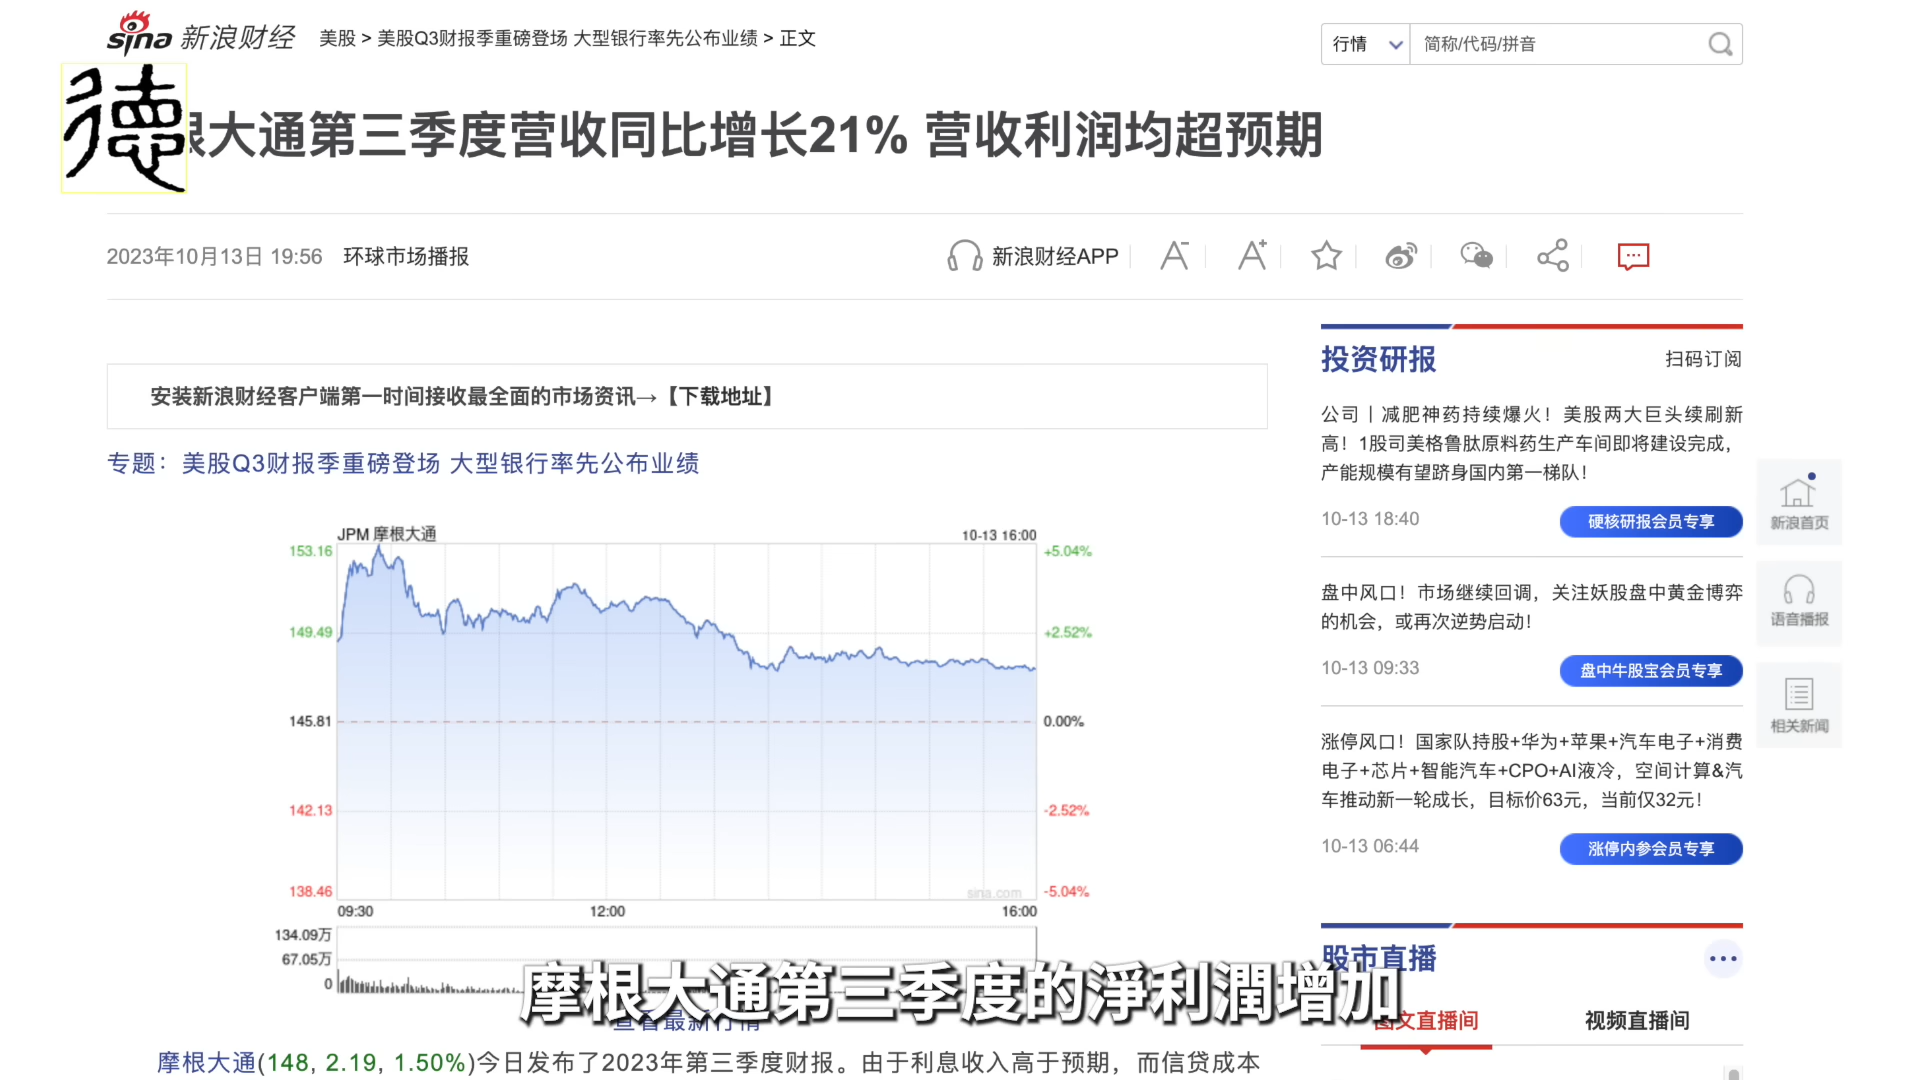 sina 新浪财经 美股 > 美股Q3财报季重磅登场 大型银行率先公布业绩 > 正文
行情 简称/代码/拼音
德
根大通第三季度营收同比增长21% 营收利润均超预期
2023年10月13日 19:56 环球市场播报
新浪财经APP
安装新浪财经客户端第一时间接收最全面的市场资讯→【下载地址】
专题：美股Q3财报季重磅登场 大型银行率先公布业绩
JPM 摩根大通 10-13 16:00
153.16 +5.04%
149.49 +2.52%
145.81 0.00%
142.13 -2.52%
138.46 -5.04%
sina.com
09:30 12:00 16:00
134.09万
67.05万
0
查看最新行情
摩根大通第三季度的淨利潤增加
摩根大通(148, 2.19, 1.50%)今日发布了2023年第三季度财报。由于利息收入高于预期，而信贷成本
投资研报 扫码订阅
公司丨减肥神药持续爆火！美股两大巨头续刷新
高！1股司美格鲁肽原料药生产车间即将建设完成，
产能规模有望跻身国内第一梯队！
10-13 18:40 硬核研报会员专享
盘中风口！市场继续回调，关注妖股盘中黄金博弈
的机会，或再次逆势启动！
10-13 09:33 盘中牛股宝会员专享
涨停风口！国家队持股+华为+苹果+汽车电子+消费
电子+芯片+智能汽车+CPO+AI液冷，空间计算&汽
车推动新一轮成长，目标价63元，当前仅32元！
10-13 06:44 涨停内参会员专享
股市直播
图文直播间 视频直播间
新浪首页
语音播报
相关新闻